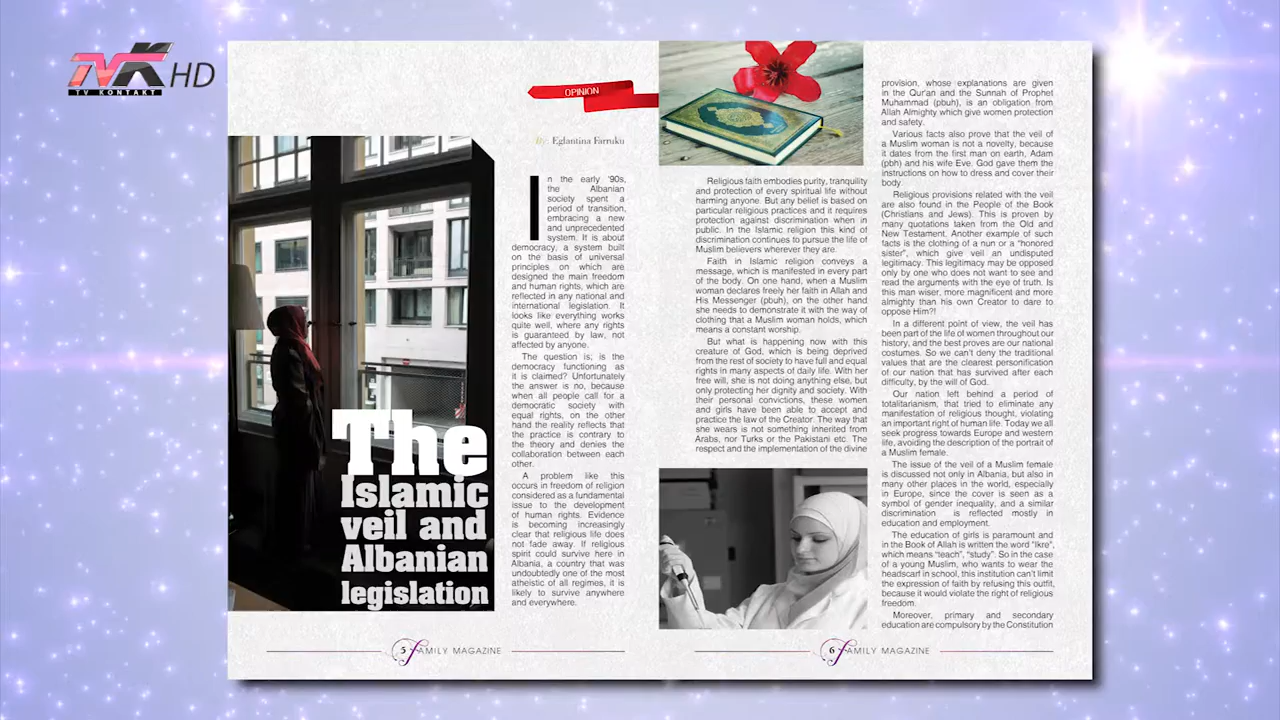 TVK HD
TV KONTAKT
OPINION
By: Eglantina Farruku
The
Islamic
veil and
Albanian
legislation
In the early '90s,
the Albanian
society spent a
period of transition,
embracing a new
and unprecedented
system. It is about
democracy, a system built
on the basis of universal
principles on which are
designed the main freedom
and human rights, which are
reflected in any national and
international legislation. It
looks like everything works
quite well, where any rights
is guaranteed by law, not
affected by anyone.
The question is; is the
democracy functioning as
it is claimed? Unfortunately
the answer is no, because
when all people call for a
democratic society with
equal rights, on the other
hand the reality reflects that
the practice is contrary to
the theory and denies the
collaboration between each
other.
A problem like this
occurs in freedom of religion
considered as a fundamental
issue to the development
of human rights. Evidence
is becoming increasingly
clear that religious life does
not fade away. If religious
spirit could survive here in
Albania, a country that was
undoubtedly one of the most
atheistic of all regimes, it is
likely to survive anywhere
and everywhere.
5 FAMILY MAGAZINE
Religious faith embodies purity, tranquility
and protection of every spiritual life without
harming anyone. But any belief is based on
particular religious practices and it requires
protection against discrimination when in
public. In the Islamic religion this kind of
discrimination continues to pursue the life of
Muslim believers wherever they are.
Faith in Islamic religion conveys a
message, which is manifested in every part
of the body. On one hand, when a Muslim
woman declares freely her faith in Allah and
His Messenger (pbuh), on the other hand
she needs to demonstrate it with the way of
clothing that a Muslim woman holds, which
means a constant worship.
But what is happening now with this
creature of God, which is being deprived
from the rest of society to have full and equal
rights in many aspects of daily life. With her
free will, she is not doing anything else, but
only protecting her dignity and society. With
their personal convictions, these women
and girls have been able to accept and
practice the law of the Creator. The way that
she wears is not something inherited from
Arabs, nor Turks or the Pakistani etc. The
respect and the implementation of the divine
provision, whose explanations are given
in the Qur'an and the Sunnah of Prophet
Muhammad (pbuh), is an obligation from
Allah Almighty which give women protection
and safety.
Various facts also prove that the veil of
a Muslim woman is not a novelty, because
it dates from the first man on earth, Adam
(pbh) and his wife Eve. God gave them the
instructions on how to dress and cover their
body
Religious provisions related with the veil
are also found in the People of the Book
(Christians and Jews). This is proven by
many quotations taken from the Old and
New Testament. Another example of such
facts is the clothing of a nun or a "honored
sister", which give veil an undisputed
legitimacy. This legitimacy may be opposed
only by one who does not want to see and
read the arguments with the eye of truth. Is
this man wiser, more magnificent and more
almighty than his own Creator to dare to
oppose Him?!
In a different point of view, the veil has
been part of the life of women throughout our
history, and the best proves are our national
costumes. So we can't deny the traditional
values that are the clearest personification
of our nation that has survived after each
difficulty, by the will of God.
Our nation left behind a period of
totalitarianism, that tried to eliminate any
manifestation of religious thought, violating
an important right of human life. Today we all
seek progress towards Europe and western
life, avoiding the description of the portrait of
a Muslim female.
The issue of the veil of a Muslim female
is discussed not only in Albania, but also in
many other places in the world, especially
in Europe, since the cover is seen as a
symbol of gender inequality, and a similar
discrimination is reflected mostly in
education and employment.
The education of girls is paramount and
in the Book of Allah is written the word "Ikre",
which means "teach", "study". So in the case
of a young Muslim, who wants to wear the
headscarf in school, this institution can't limit
the expression of faith by refusing this outfit,
because it would violate the right of religious
freedom.
Moreover, primary and secondary
education are compulsory by the Constitution
6 FAMILY MAGAZINE